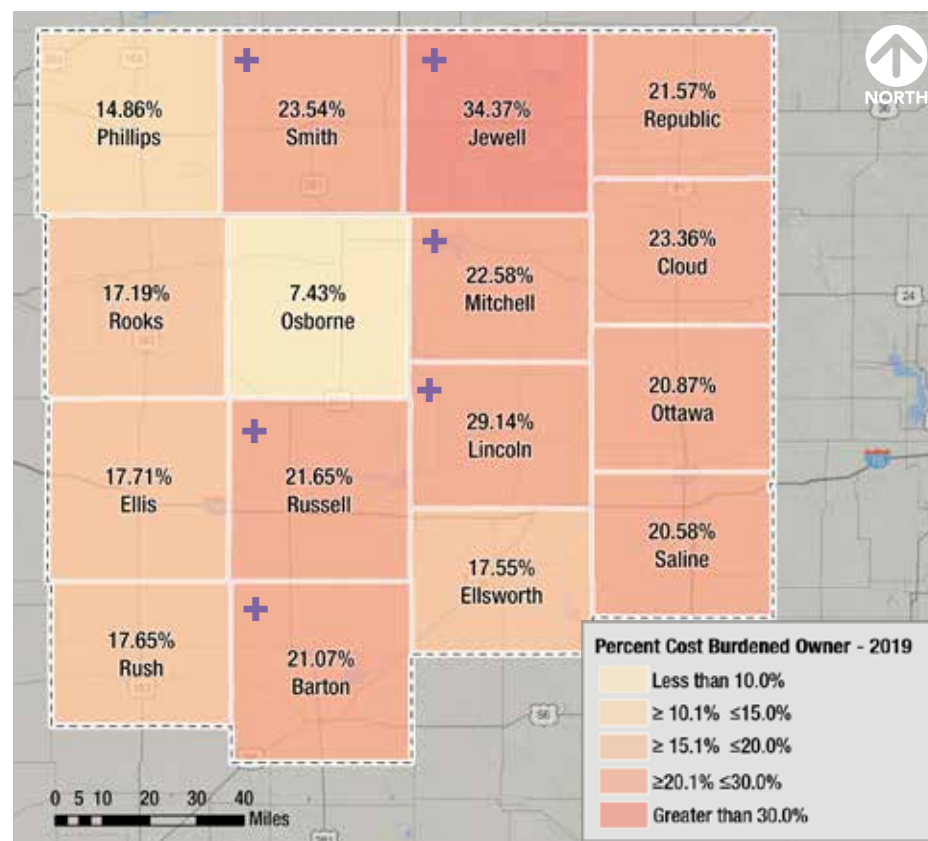 NORTH
14.86%
Phillips
23.54%
Smith
34.37%
Jewell
21.57%
Republic
17.19%
Rooks
7.43%
Osborne
22.58%
Mitchell
23.36%
Cloud
17.71%
Ellis
21.65%
Russell
29.14%
Lincoln
20.87%
Ottawa
17.65%
Rush
21.07%
Barton
17.55%
Ellsworth
20.58%
Saline
24
56
Percent Cost Burdened Owner - 2019
Less than 10.0%
≥ 10.1% ≤15.0%
≥ 15.1% ≤20.0%
≥20.1% ≤30.0%
Greater than 30.0%
0 5 10 20 30 40
Miles